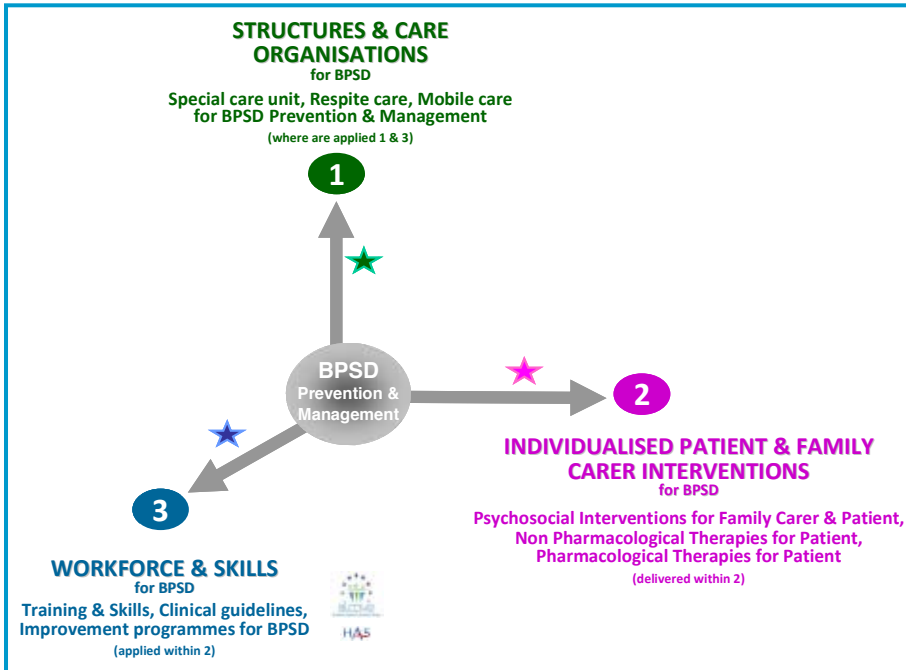 STRUCTURES & CARE
ORGANISATIONS
for BPSD
Special care unit, Respite care, Mobile care
for BPSD Prevention & Management
(where are applied 1 & 3)
1
BPSD
Prevention &
Management
2
INDIVIDUALISED PATIENT & FAMILY
CARER INTERVENTIONS
for BPSD
Psychosocial Interventions for Family Carer & Patient,
Non Pharmacological Therapies for Patient,
Pharmacological Therapies for Patient
(delivered within 2)
3
WORKFORCE & SKILLS
for BPSD
Training & Skills, Clinical guidelines,
Improvement programmes for BPSD
(applied within 2)
HAS